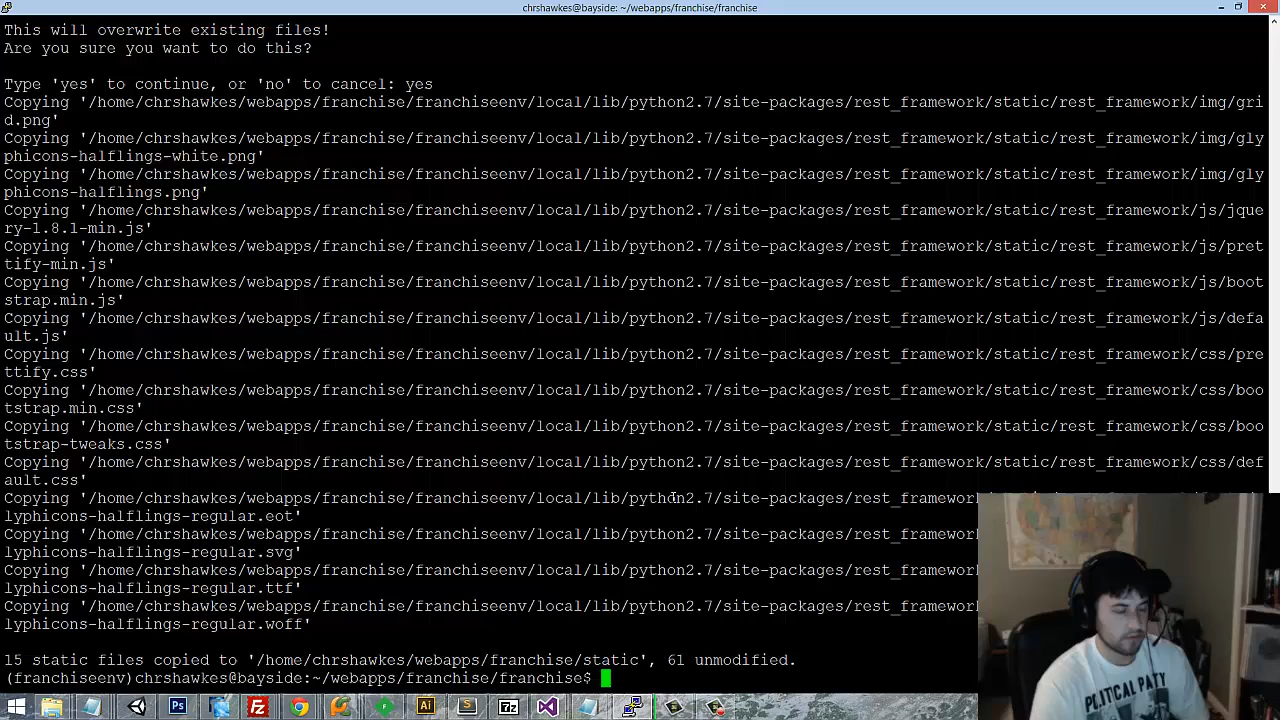 chrshawkes@bayside: ~/webapps/franchise/franchise
This will overwrite existing files!
Are you sure you want to do this?
Type 'yes' to continue, or 'no' to cancel: yes
Copying '/home/chrshawkes/webapps/franchise/franchiseenv/local/lib/python2.7/site-packages/rest_framework/static/rest_framework/img/gri
d.png'
Copying '/home/chrshawkes/webapps/franchise/franchiseenv/local/lib/python2.7/site-packages/rest_framework/static/rest_framework/img/gly
phicons-halflings-white.png'
Copying '/home/chrshawkes/webapps/franchise/franchiseenv/local/lib/python2.7/site-packages/rest_framework/static/rest_framework/img/gly
phicons-halflings.png'
Copying '/home/chrshawkes/webapps/franchise/franchiseenv/local/lib/python2.7/site-packages/rest_framework/static/rest_framework/js/jque
ry-1.8.1-min.js'
Copying '/home/chrshawkes/webapps/franchise/franchiseenv/local/lib/python2.7/site-packages/rest_framework/static/rest_framework/js/pret
tify-min.js'
Copying '/home/chrshawkes/webapps/franchise/franchiseenv/local/lib/python2.7/site-packages/rest_framework/static/rest_framework/js/boot
strap.min.js'
Copying '/home/chrshawkes/webapps/franchise/franchiseenv/local/lib/python2.7/site-packages/rest_framework/static/rest_framework/js/defa
ult.js'
Copying '/home/chrshawkes/webapps/franchise/franchiseenv/local/lib/python2.7/site-packages/rest_framework/static/rest_framework/css/pre
ttify.css'
Copying '/home/chrshawkes/webapps/franchise/franchiseenv/local/lib/python2.7/site-packages/rest_framework/static/rest_framework/css/boo
tstrap.min.css'
Copying '/home/chrshawkes/webapps/franchise/franchiseenv/local/lib/python2.7/site-packages/rest_framework/static/rest_framework/css/boo
tstrap-tweaks.css'
Copying '/home/chrshawkes/webapps/franchise/franchiseenv/local/lib/python2.7/site-packages/rest_framework/static/rest_framework/css/def
ault.css'
Copying '/home/chrshawkes/webapps/franchise/franchiseenv/local/lib/python2.7/site-packages/rest_framework
lyphicons-halflings-regular.eot'
Copying '/home/chrshawkes/webapps/franchise/franchiseenv/local/lib/python2.7/site-packages/rest_framework
lyphicons-halflings-regular.svg'
Copying '/home/chrshawkes/webapps/franchise/franchiseenv/local/lib/python2.7/site-packages/rest_framework
lyphicons-halflings-regular.ttf'
Copying '/home/chrshawkes/webapps/franchise/franchiseenv/local/lib/python2.7/site-packages/rest_framework
lyphicons-halflings-regular.woff'
15 static files copied to '/home/chrshawkes/webapps/franchise/static', 61 unmodified.
(franchiseenv)chrshawkes@bayside:~/webapps/franchise/franchise$
POLITICAL PARTY